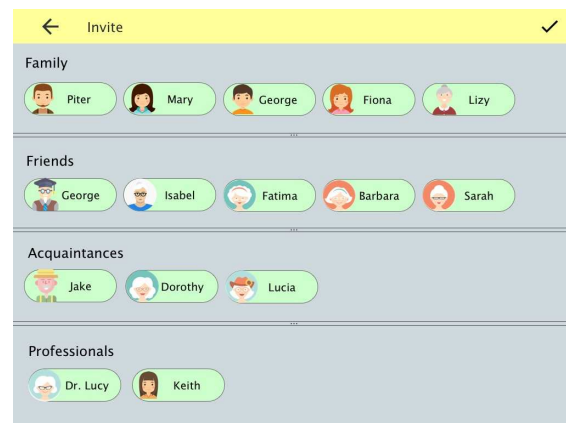 Invite
Family
Piter Mary George Fiona Lizy
Friends
George Isabel Fatima Barbara Sarah
Acquaintances
Jake Dorothy Lucia
Professionals
Dr. Lucy Keith